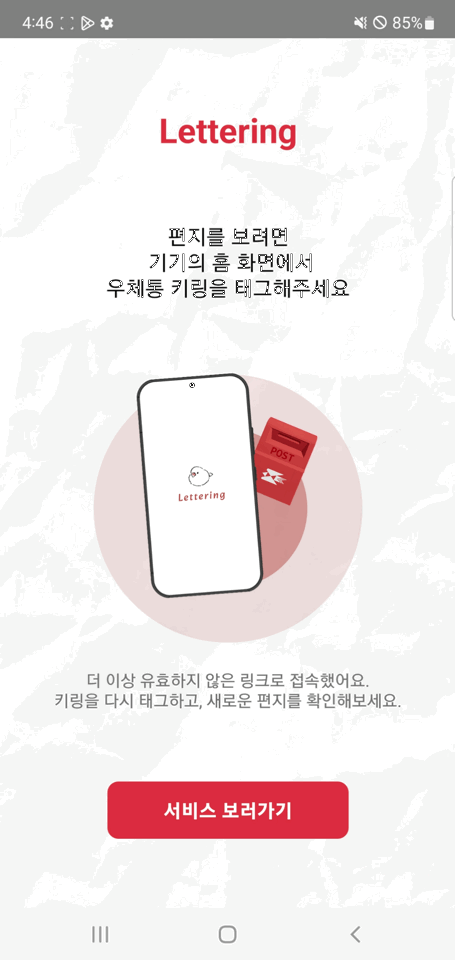 4:46
85%
Lettering
편지를 보려면
기기의 홈 화면에서
우체통 키링을 태그해주세요
POST
Lettering
더 이상 유효하지 않은 링크로 접속했어요.
키링을 다시 태그하고, 새로운 편지를 확인해보세요.
서비스 보러가기